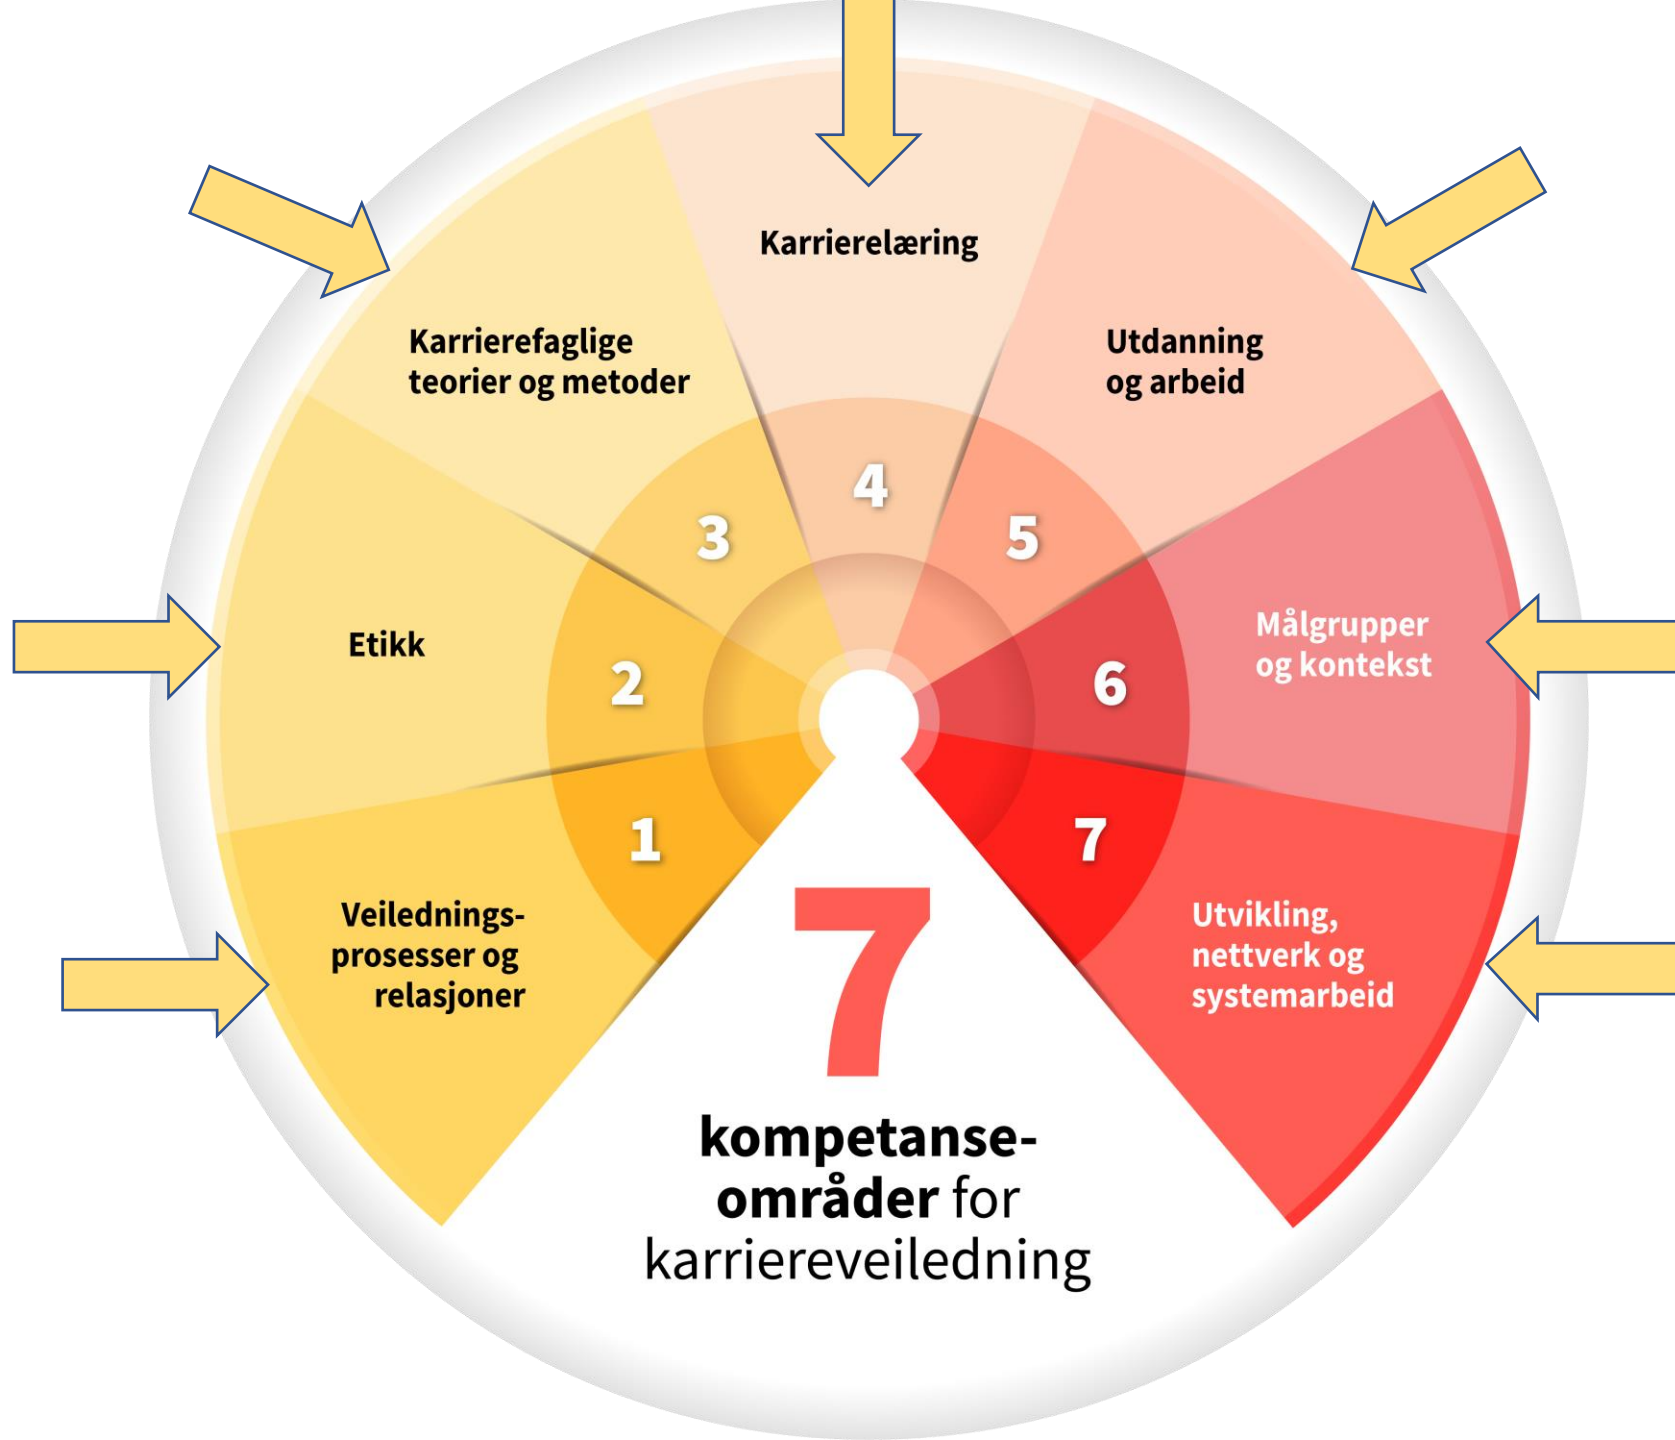 1
Veilednings-
prosesser og
relasjoner
2
Etikk
3
Karrierefaglige
teorier og metoder
4
Karrierelæring
5
Utdanning
og arbeid
6
Målgrupper
og kontekst
7
Utvikling,
nettverk og
systemarbeid
7
kompetanse-
områder for
karriereveiledning